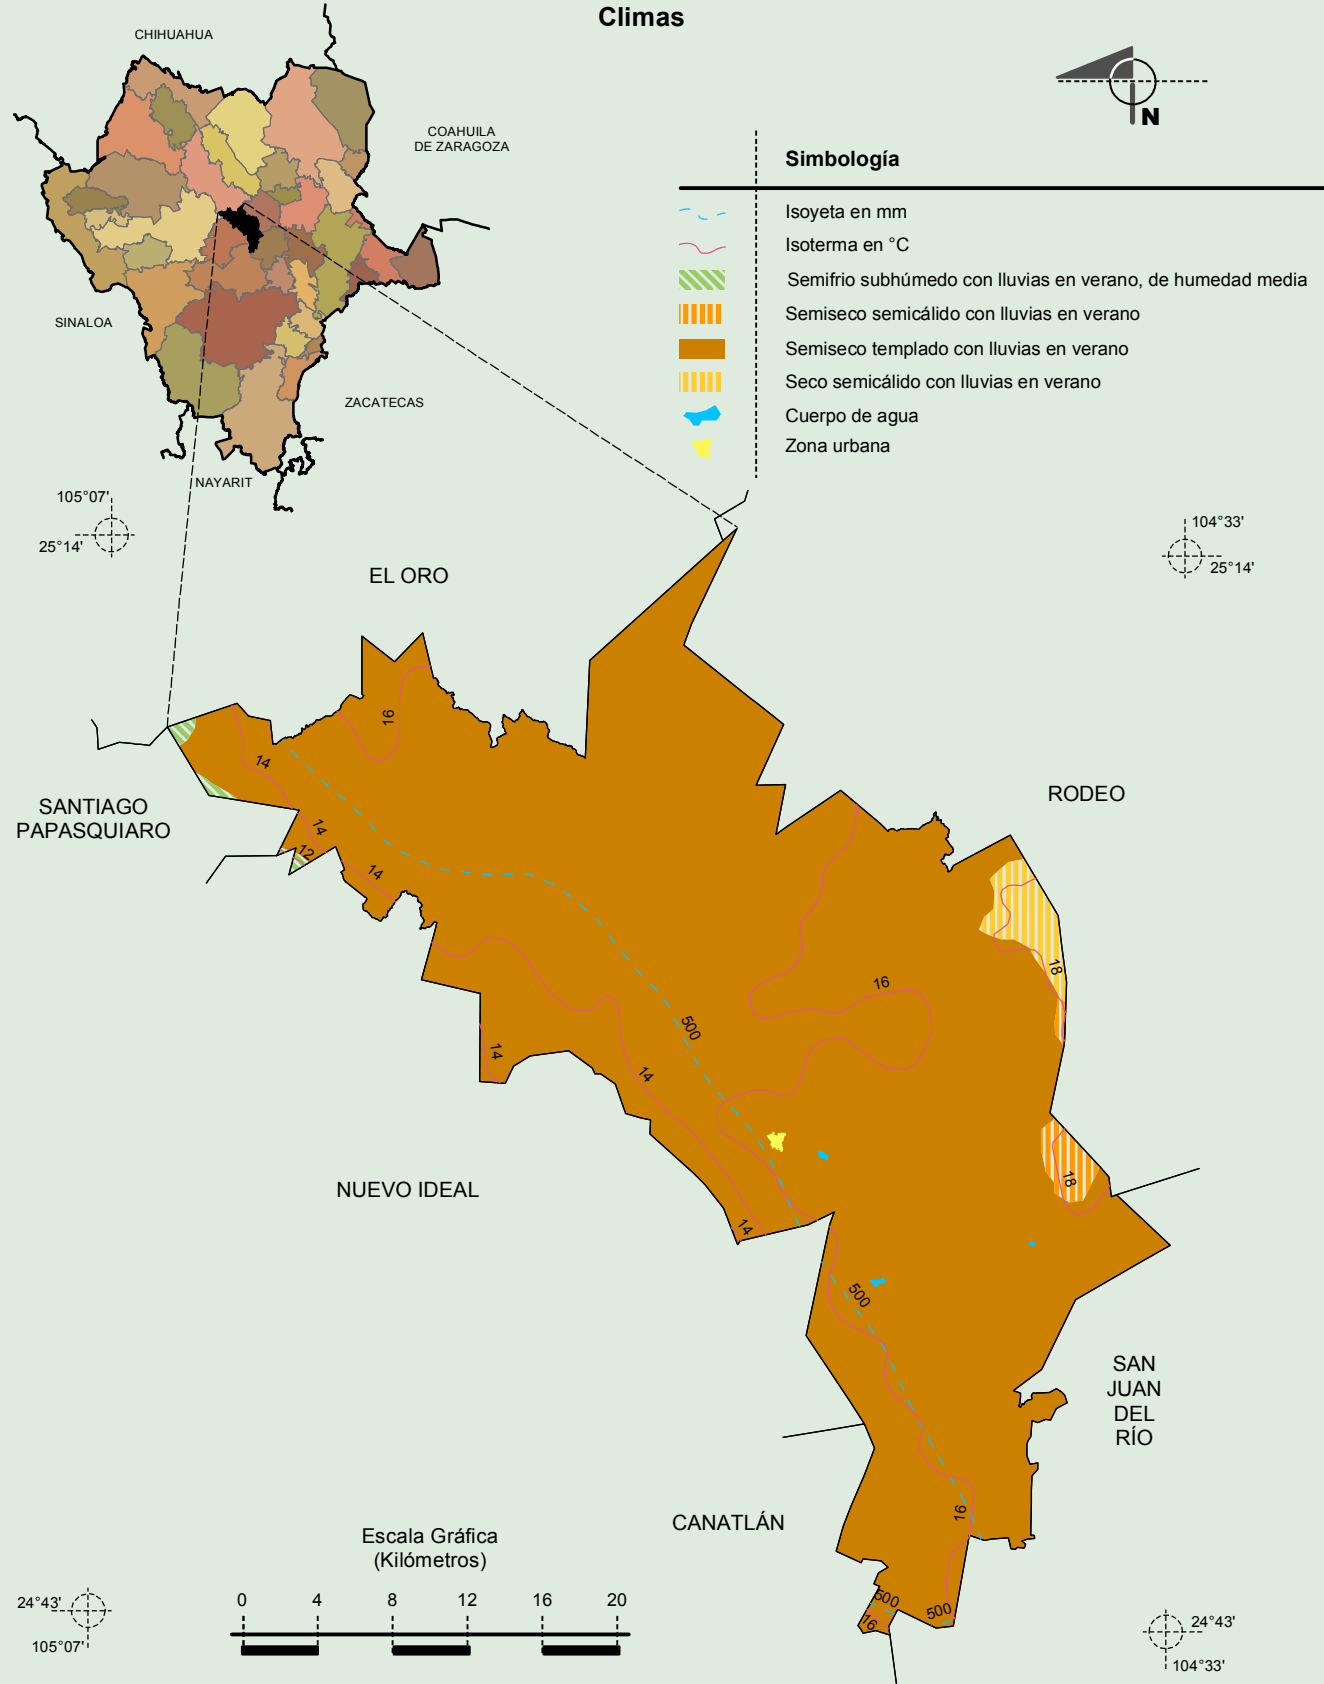 Climas
CHIHUAHUA
COAHUILA
DE ZARAGOZA
SINALOA
ZACATECAS
NAYARIT
N
Simbología
Isoyeta en mm
Isoterma en °C
Semifrio subhúmedo con lluvias en verano, de humedad media
Semiseco semicálido con lluvias en verano
Semiseco templado con lluvias en verano
Seco semicálido con lluvias en verano
Cuerpo de agua
Zona urbana
105°07'
25°14'
104°33'
25°14'
EL ORO
SANTIAGO
PAPASQUIARO
RODEO
NUEVO IDEAL
SAN
JUAN
DEL
RÍO
CANATLÁN
16
14
14
12
14
16
18
500
14
14
18
14
500
16
500
500
16
Escala Gráfica
(Kilómetros)
0 4 8 12 16 20
24°43'
105°07'
24°43'
104°33'